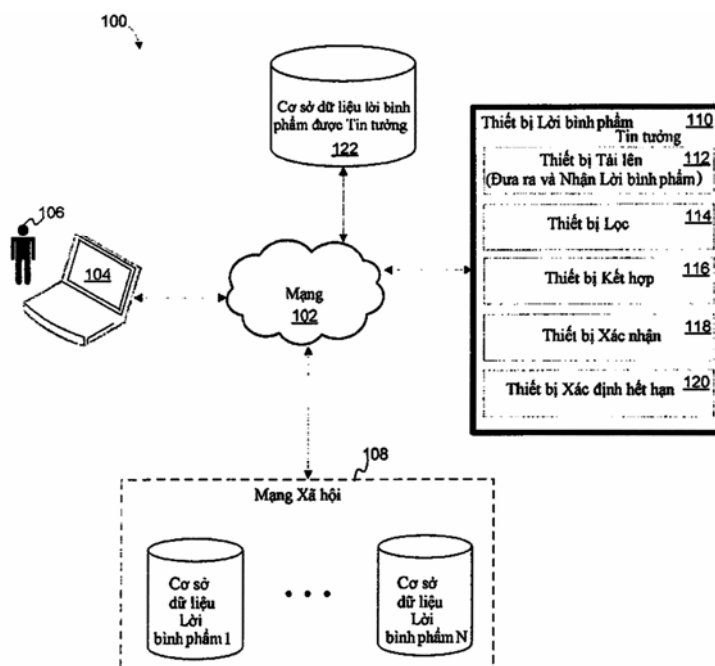 100
Cơ sở dữ liệu lời bình
phẩm được Tin tưởng
122
Thiết bị Lời bình phẩm 110
Tin tưởng
Thiết bị Tải lên 112
(Đưa ra và Nhận Lời bình phẩm)
Thiết bị Lọc 114
Thiết bị Kết hợp 116
Thiết bị Xác nhận 118
Thiết bị Xác định hết hạn 120
106
104
Mạng
102
108
Mạng Xã hội
Cơ sở
dữ liệu
Lời
bình phẩm 1
Cơ sở
dữ liệu
Lời
bình phẩm N